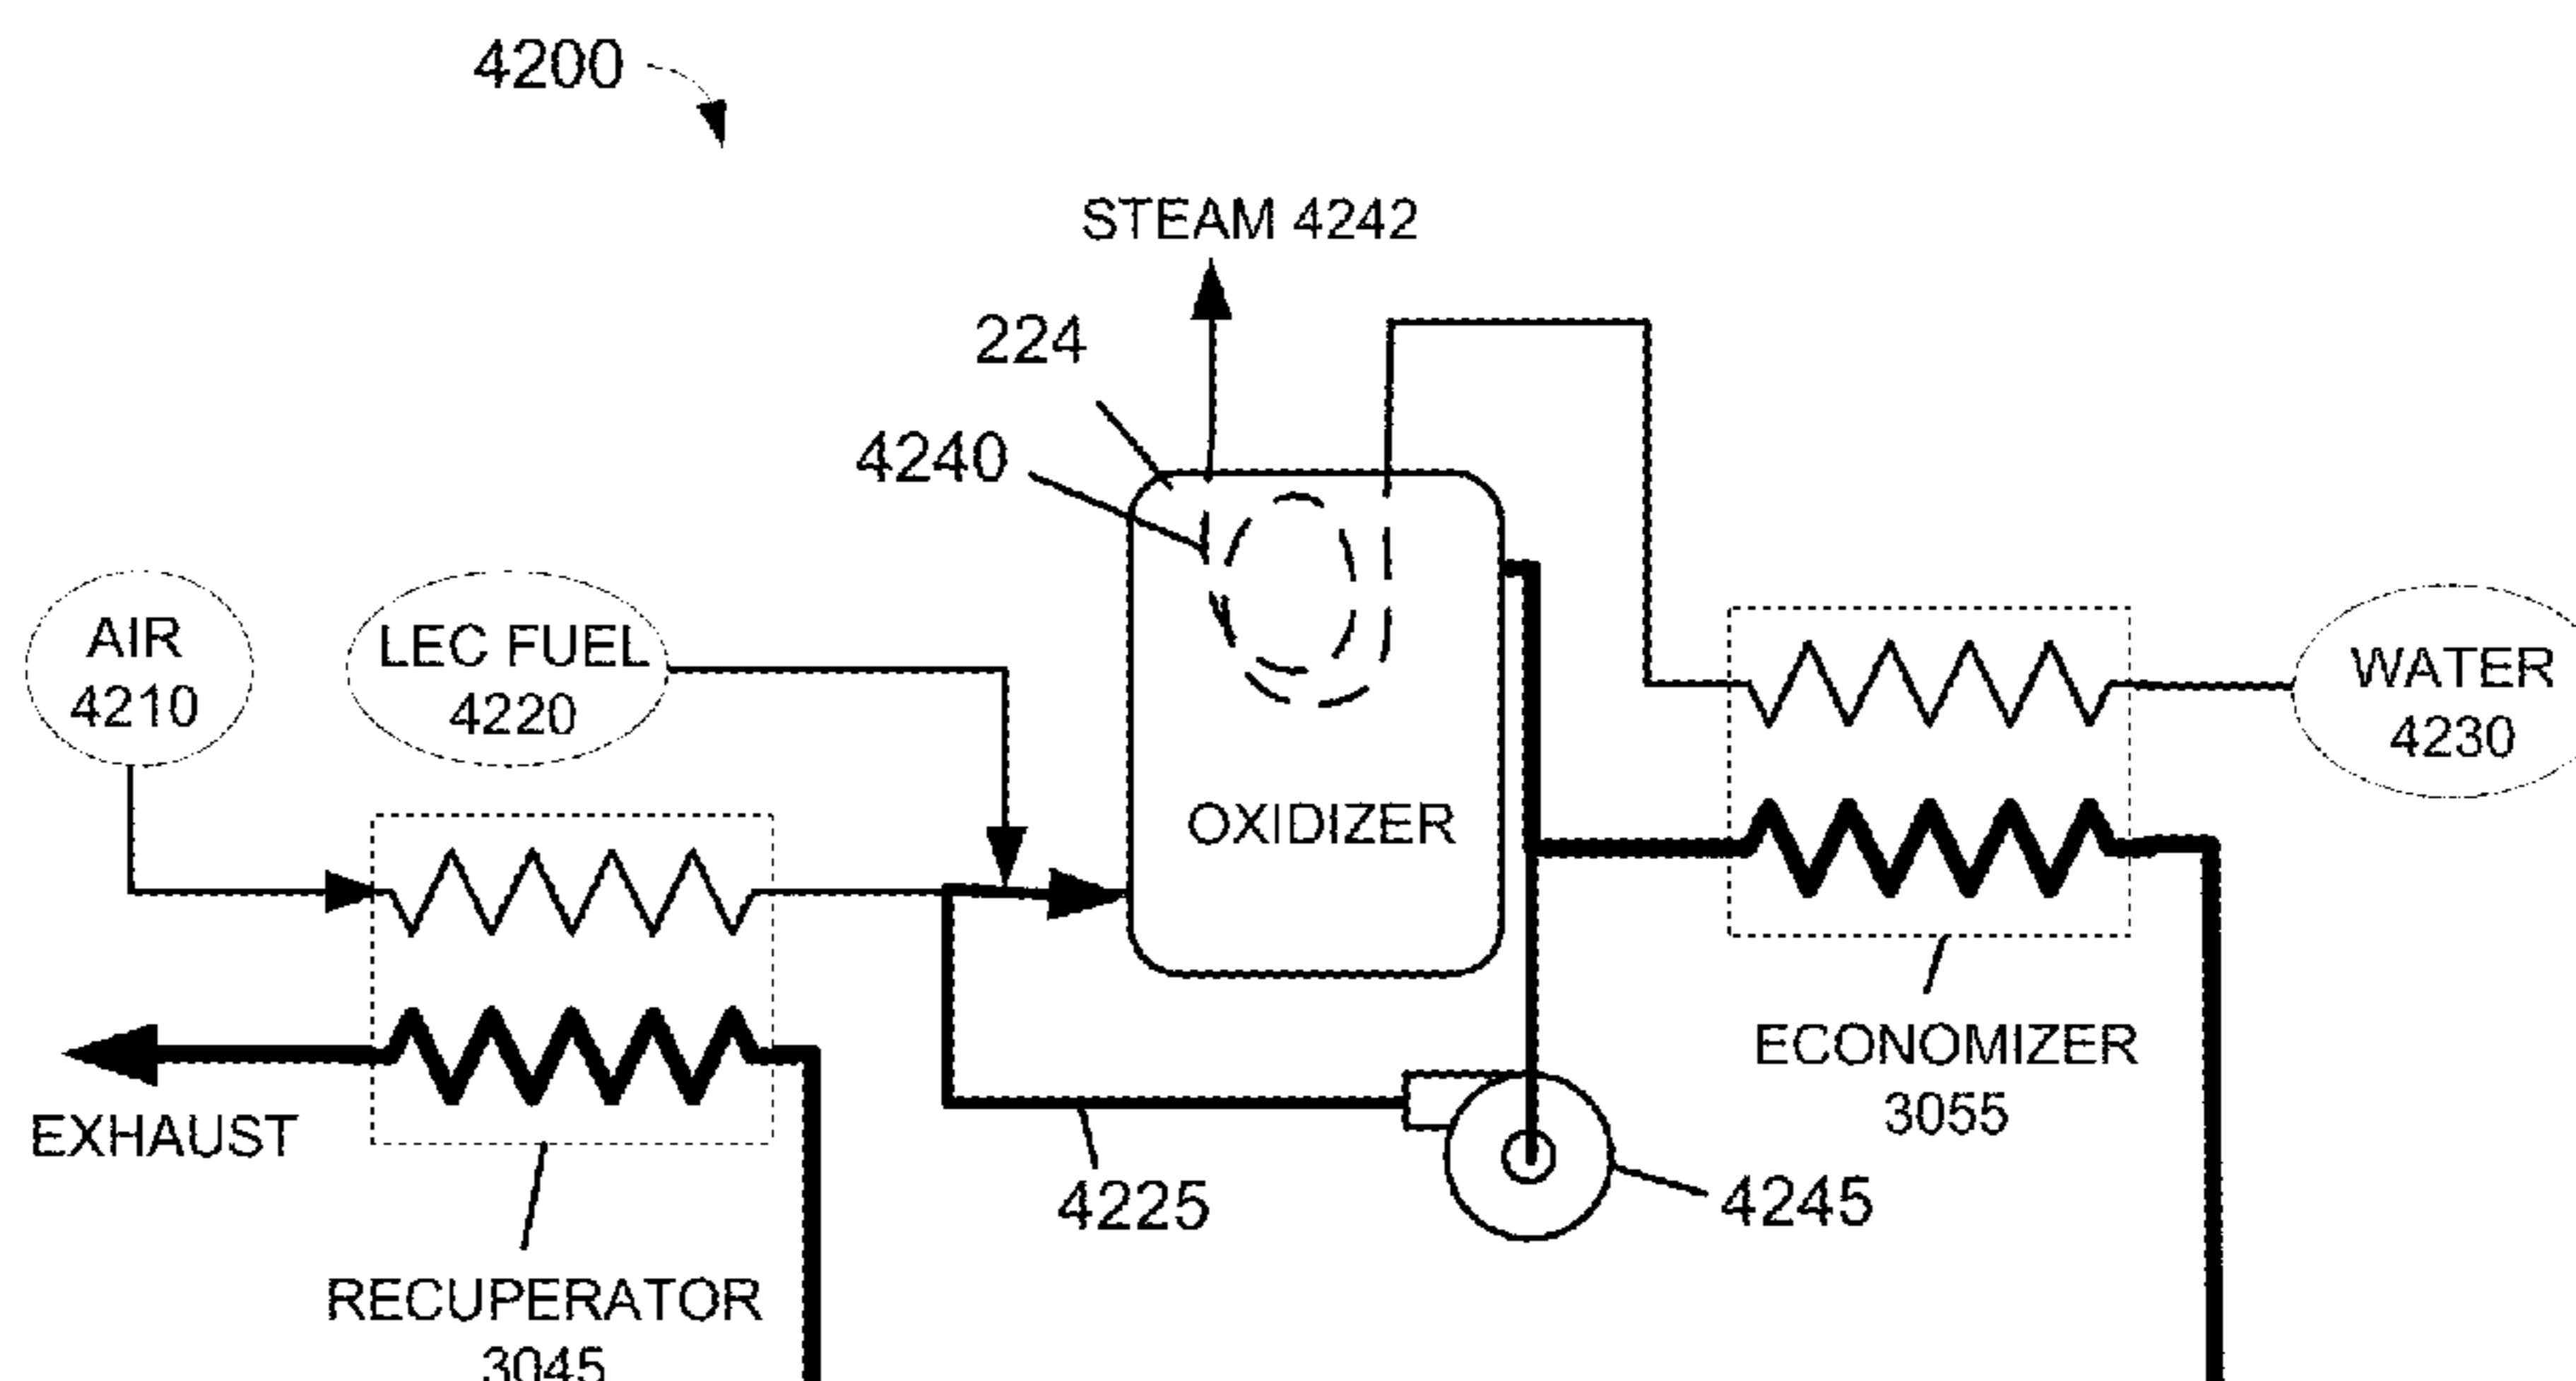 4200
STEAM 4242
224
4240
AIR
4210
LEC FUEL
4220
WATER
4230
OXIDIZER
EXHAUST
ECONOMIZER
3055
4225
4245
RECUPERATOR
3045